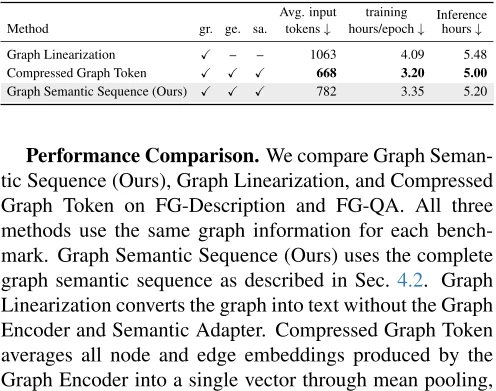 Method gr. ge. sa. Avg. input tokens ↓ training hours/epoch ↓ Inference hours ↓
Graph Linearization ✓ – – 1063 4.09 5.48
Compressed Graph Token ✓ ✓ ✓ 668 3.20 5.00
Graph Semantic Sequence (Ours) ✓ ✓ ✓ 782 3.35 5.20
Performance Comparison. We compare Graph Seman-
tic Sequence (Ours), Graph Linearization, and Compressed
Graph Token on FG-Description and FG-QA. All three
methods use the same graph information for each bench-
mark. Graph Semantic Sequence (Ours) uses the complete
graph semantic sequence as described in Sec. 4.2. Graph
Linearization converts the graph into text without the Graph
Encoder and Semantic Adapter. Compressed Graph Token
averages all node and edge embeddings produced by the
Graph Encoder into a single vector through mean pooling,